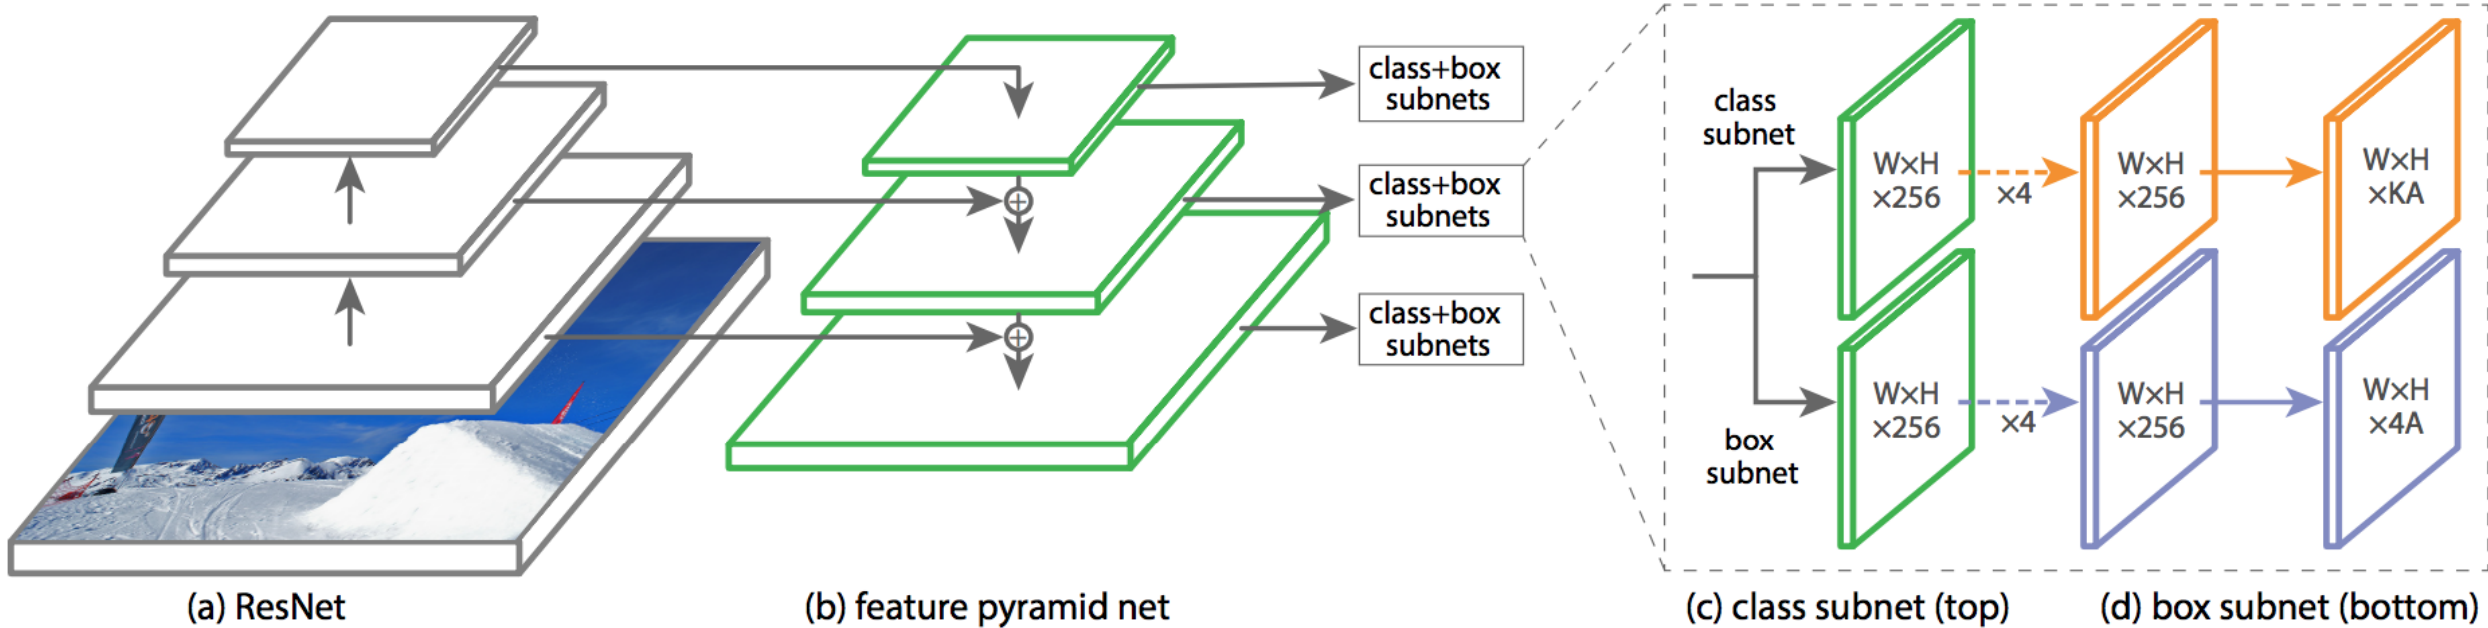 class+box
subnets
class+box
subnets
class+box
subnets
class
subnet
W×H
×256
×4
W×H
×256
W×H
×KA
box
subnet
W×H
×256
×4
W×H
×256
W×H
×4A
(a) ResNet
(b) feature pyramid net
(c) class subnet (top)
(d) box subnet (bottom)